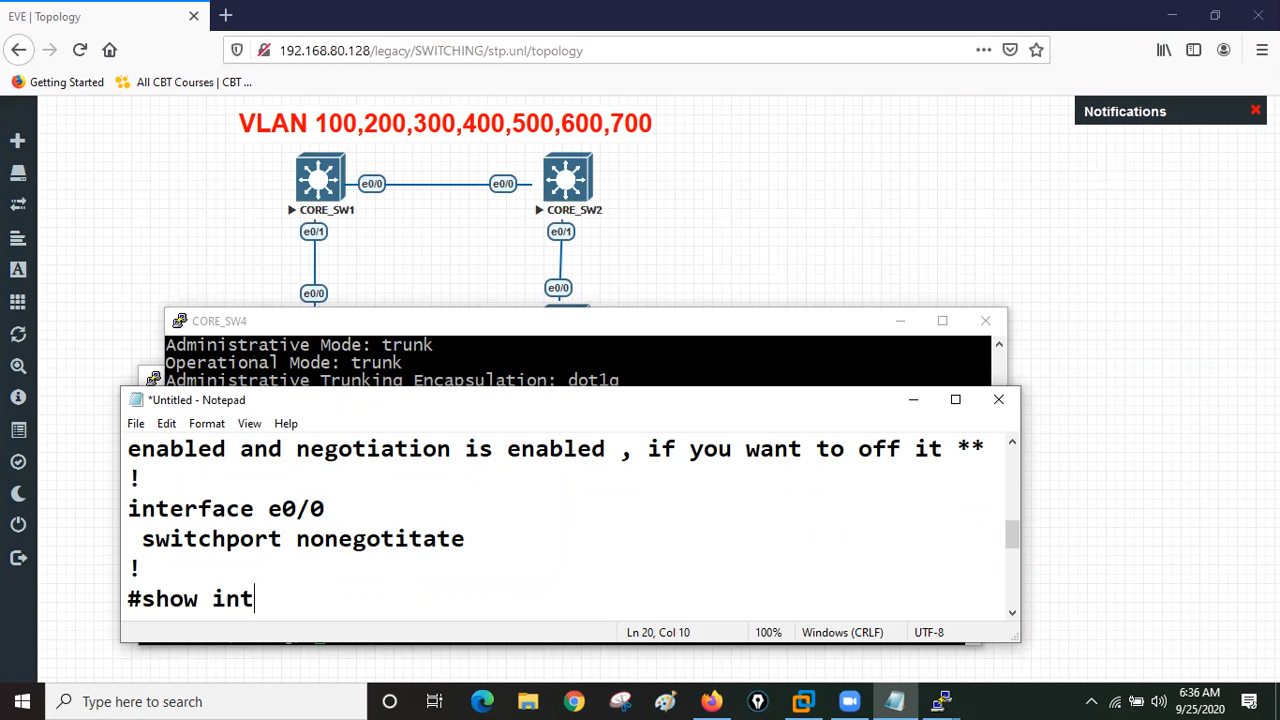 EVE | Topology
192.168.80.128/legacy/SWITCHING/stp.unl/topology
Getting Started
All CBT Courses | CBT ...
VLAN 100,200,300,400,500,600,700
Notifications
e0/0
e0/0
CORE_SW1
CORE_SW2
e0/1
e0/1
e0/0
e0/0
CORE_SW4
Administrative Mode: trunk
Operational Mode: trunk
Administrative Trunking Encapsulation: dot1q
*Untitled - Notepad
File Edit Format View Help
enabled and negotiation is enabled , if you want to off it **
!
interface e0/0
switchport nonegotitate
!
#show int
Ln 20, Col 10
100%
Windows (CRLF)
UTF-8
Type here to search
6:36 AM
9/25/2020